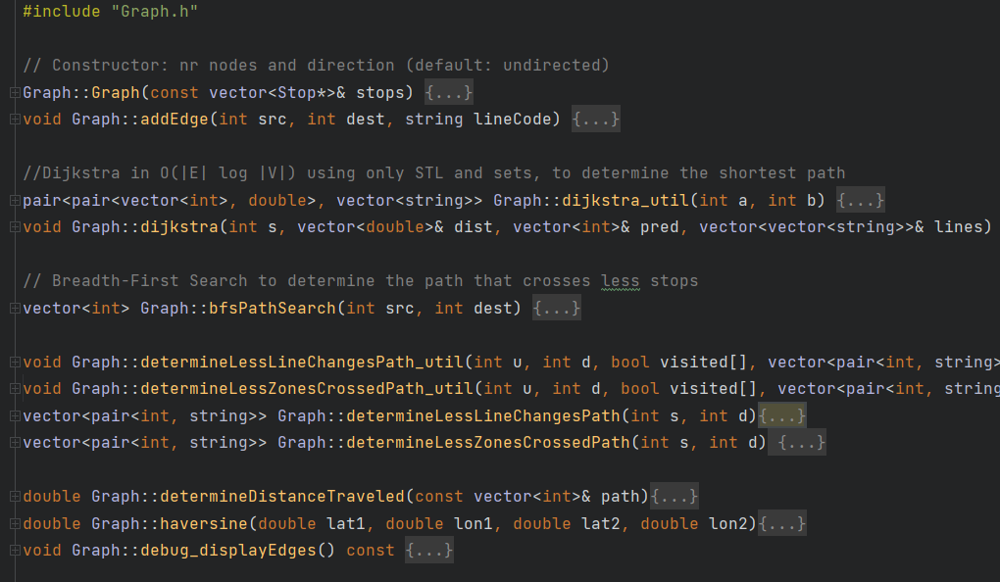 #include "Graph.h"
// Constructor: nr nodes and direction (default: undirected)
Graph::Graph(const vector<Stop*>& stops) {...}
void Graph::addEdge(int src, int dest, string lineCode) {...}
//Dijkstra in O(|E| log |V|) using only STL and sets, to determine the shortest path
pair<pair<vector<int>, double>, vector<string>> Graph::dijkstra_util(int a, int b) {...}
void Graph::dijkstra(int s, vector<double>& dist, vector<int>& pred, vector<vector<string>>& lines)
// Breadth-First Search to determine the path that crosses less stops
vector<int> Graph::bfsPathSearch(int src, int dest) {...}
void Graph::determineLessLineChangesPath_util(int u, int d, bool visited[], vector<pair<int, string>
void Graph::determineLessZonesCrossedPath_util(int u, int d, bool visited[], vector<pair<int, string
vector<pair<int, string>> Graph::determineLessLineChangesPath(int s, int d){...}
vector<pair<int, string>> Graph::determineLessZonesCrossedPath(int s, int d) {...}
double Graph::determineDistanceTraveled(const vector<int>& path){...}
double Graph::haversine(double lat1, double lon1, double lat2, double lon2){...}
void Graph::debug_displayEdges() const {...}